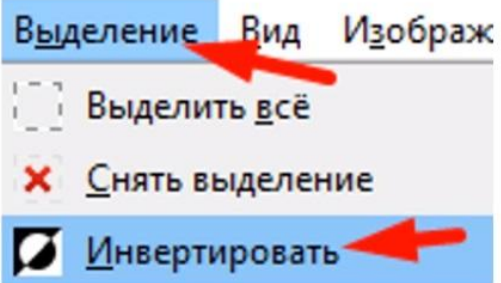 Выделение Вид Изображ
Выделить всё
Снять выделение
Инвертировать